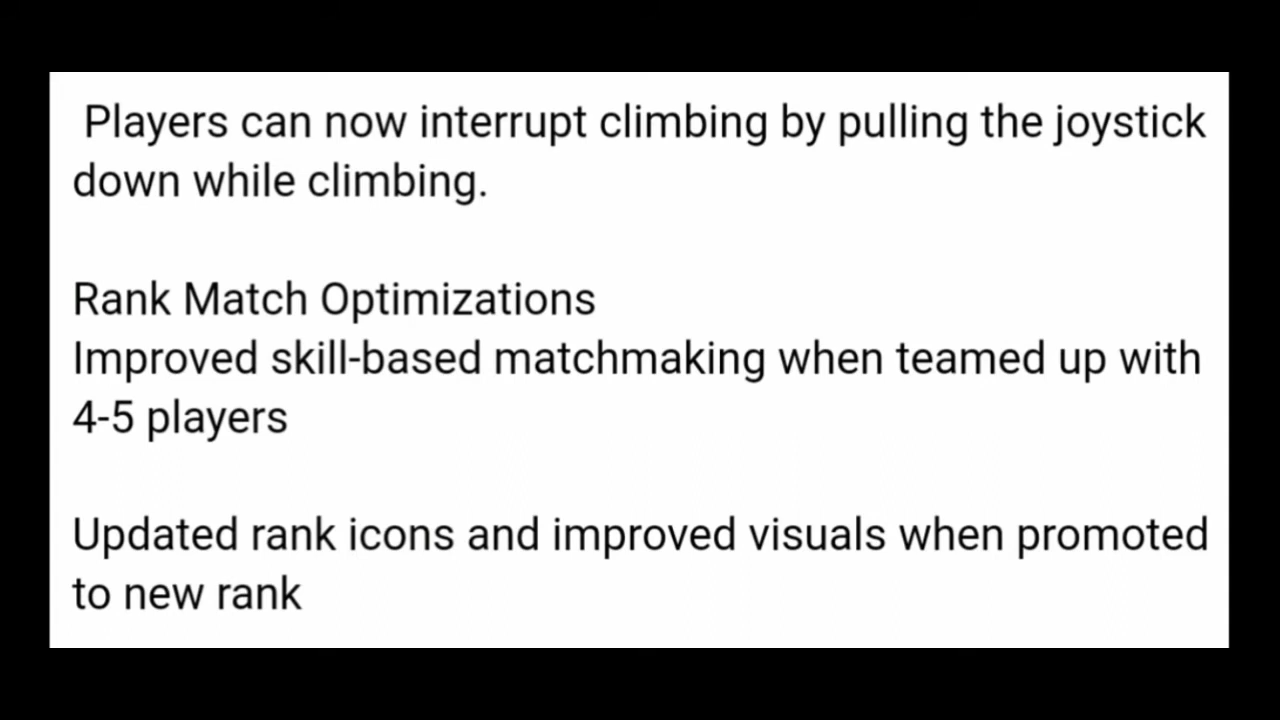 Players can now interrupt climbing by pulling the joystick
down while climbing.
Rank Match Optimizations
Improved skill-based matchmaking when teamed up with
4-5 players
Updated rank icons and improved visuals when promoted
to new rank